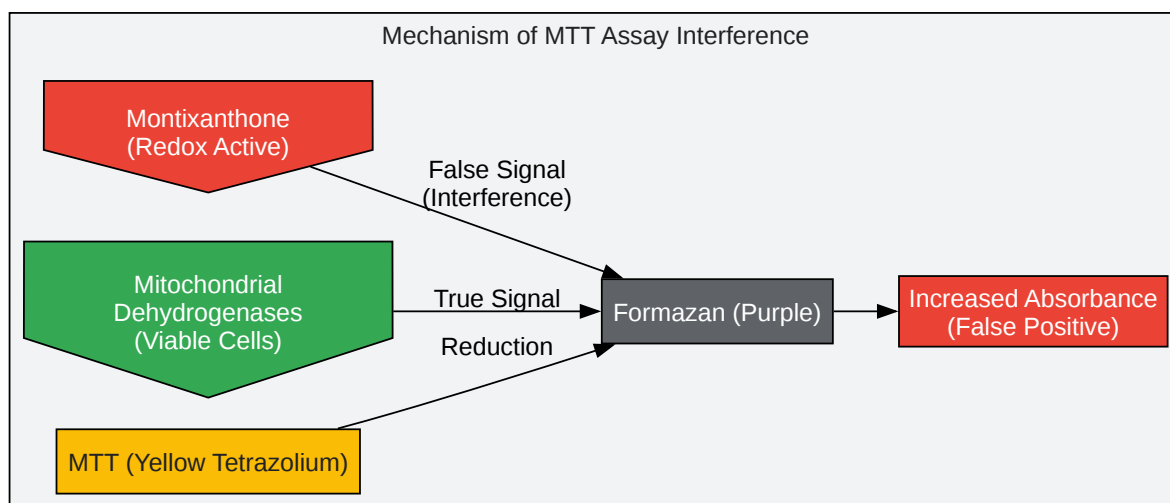 Mechanism of MTT Assay Interference
Montixanthone
(Redox Active)
False Signal
(Interference)
Mitochondrial
Dehydrogenases
(Viable Cells)
True Signal
Formazan (Purple)
Increased Absorbance
(False Positive)
Reduction
MTT (Yellow Tetrazolium)